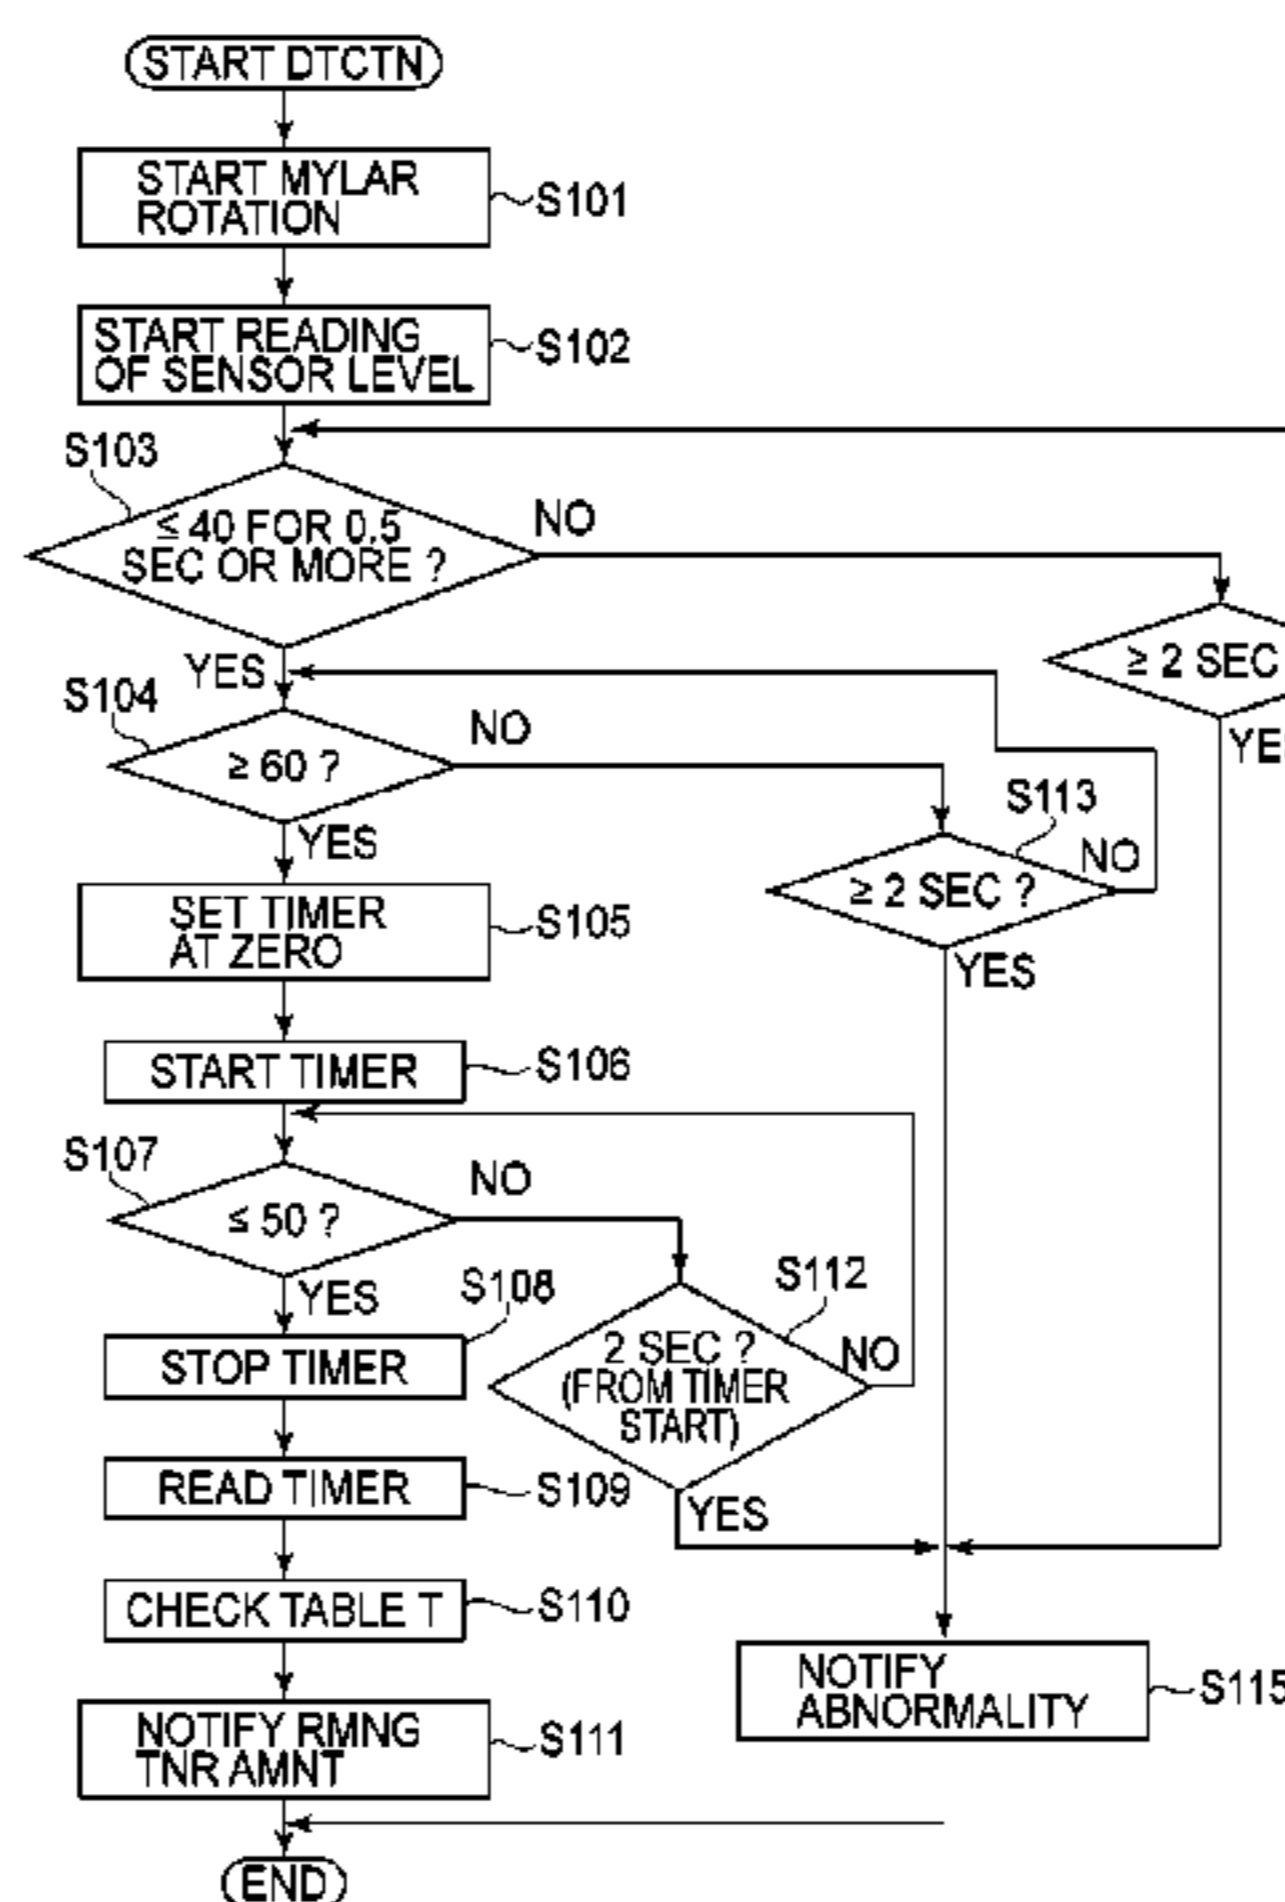 START DTCTN
START MYLAR
ROTATION
S101
START READING
OF SENSOR LEVEL
S102
S103
≤ 40 FOR 0.5
SEC OR MORE ?
NO
YES
≥ 2 SEC
S104
≥ 60 ?
NO
YES
S113
≥ 2 SEC ?
NO
YES
SET TIMER
AT ZERO
S105
START TIMER
S106
S107
≤ 50 ?
NO
YES
S108
STOP TIMER
S112
2 SEC ?
(FROM TIMER
START)
NO
YES
READ TIMER
S109
CHECK TABLE T
S110
NOTIFY RMNG
TNR AMNT
S111
NOTIFY
ABNORMALITY
S115
END